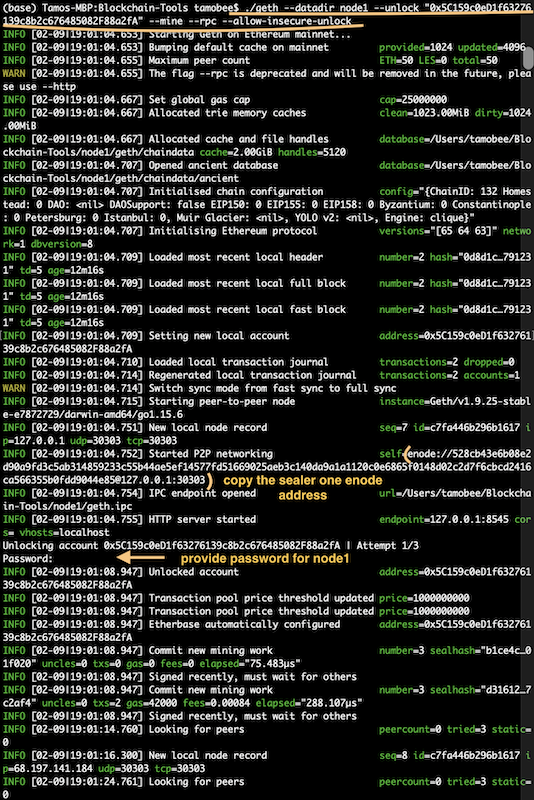 (base) Tamos-MBP:Blockchain-Tools tamobee$ ./geth --datadir node1 --unlock "0x5C159c0eD1f63276
139c8b2c676485082F88a2fA" --mine --rpc --allow-insecure-unlock
INFO [02-09|19:01:04.653] Starting Geth on Ethereum mainnet...
INFO [02-09|19:01:04.653] Bumping default cache on mainnet provided=1024 updated=4096
INFO [02-09|19:01:04.655] Maximum peer count ETH=50 LES=0 total=50
WARN [02-09|19:01:04.655] The flag --rpc is deprecated and will be removed in the future, plea
se use --http
INFO [02-09|19:01:04.667] Set global gas cap cap=25000000
INFO [02-09|19:01:04.667] Allocated trie memory caches clean=1023.00MiB dirty=1024
.00MiB
INFO [02-09|19:01:04.667] Allocated cache and file handles database=/Users/tamobee/Bloc
kchain-Tools/node1/geth/chaindata cache=2.00GiB handles=5120
INFO [02-09|19:01:04.707] Opened ancient database database=/Users/tamobee/Bloc
kchain-Tools/node1/geth/chaindata/ancient
INFO [02-09|19:01:04.707] Initialised chain configuration config="{ChainID: 132 Homes
tead: 0 DAO: <nil> DAOSupport: false EIP150: 0 EIP155: 0 EIP158: 0 Byzantium: 0 Constantinople
: 0 Petersburg: 0 Istanbul: 0, Muir Glacier: <nil>, YOLO v2: <nil>, Engine: clique}"
INFO [02-09|19:01:04.707] Initialising Ethereum protocol versions="[65 64 63]" netwo
rk=1 dbversion=8
INFO [02-09|19:01:04.709] Loaded most recent local header number=2 hash="0d8d1c…79123
1" td=5 age=12m16s
INFO [02-09|19:01:04.709] Loaded most recent local full block number=2 hash="0d8d1c…79123
1" td=5 age=12m16s
INFO [02-09|19:01:04.709] Loaded most recent local fast block number=2 hash="0d8d1c…79123
1" td=5 age=12m16s
INFO [02-09|19:01:04.709] Setting new local account address=0x5C159c0eD1f632761
39c8b2c676485082F88a2fA
INFO [02-09|19:01:04.710] Loaded local transaction journal transactions=2 dropped=0
INFO [02-09|19:01:04.714] Regenerated local transaction journal transactions=2 accounts=1
WARN [02-09|19:01:04.714] Switch sync mode from fast sync to full sync
INFO [02-09|19:01:04.715] Starting peer-to-peer node instance=Geth/v1.9.25-stabl
e-e7872729/darwin-amd64/go1.15.6
INFO [02-09|19:01:04.751] New local node record seq=7 id=c7fa446b296b1617 i
p=127.0.0.1 udp=30303 tcp=30303
INFO [02-09|19:01:04.752] Started P2P networking self=enode://528cb43e6b08e2
d90a9fd3c5ab314859233c55b44ae5ef14577fd51669025aeb3c140da9a1a1120c0e6865f0148d02c2d7f6cbcd2416
ca566355b0fdd9044e85@127.0.0.1:30303
copy the sealer one enode
address
INFO [02-09|19:01:04.754] IPC endpoint opened url=/Users/tamobee/Blockcha
in-Tools/node1/geth.ipc
INFO [02-09|19:01:04.755] HTTP server started endpoint=127.0.0.1:8545 cor
s= vhosts=localhost
Unlocking account 0x5C159c0eD1f63276139c8b2c676485082F88a2fA | Attempt 1/3
Password:
provide password for node1
INFO [02-09|19:01:08.947] Unlocked account address=0x5C159c0eD1f632761
39c8b2c676485082F88a2fA
INFO [02-09|19:01:08.947] Transaction pool price threshold updated price=1000000000
INFO [02-09|19:01:08.947] Transaction pool price threshold updated price=1000000000
INFO [02-09|19:01:08.947] Etherbase automatically configured address=0x5C159c0eD1f632761
39c8b2c676485082F88a2fA
INFO [02-09|19:01:08.947] Commit new mining work number=3 sealhash="b1ce4c…0
1f020" uncles=0 txs=0 gas=0 fees=0 elapsed="75.483µs"
INFO [02-09|19:01:08.947] Signed recently, must wait for others
INFO [02-09|19:01:08.947] Commit new mining work number=3 sealhash="d31612…7
c2af4" uncles=0 txs=2 gas=42000 fees=0.00084 elapsed="288.107µs"
INFO [02-09|19:01:08.947] Signed recently, must wait for others
INFO [02-09|19:01:14.760] Looking for peers peercount=0 tried=3 static=
0
INFO [02-09|19:01:16.300] New local node record seq=8 id=c7fa446b296b1617 i
p=68.197.141.184 udp=30303 tcp=30303
INFO [02-09|19:01:24.761] Looking for peers peercount=0 tried=3 static=
0